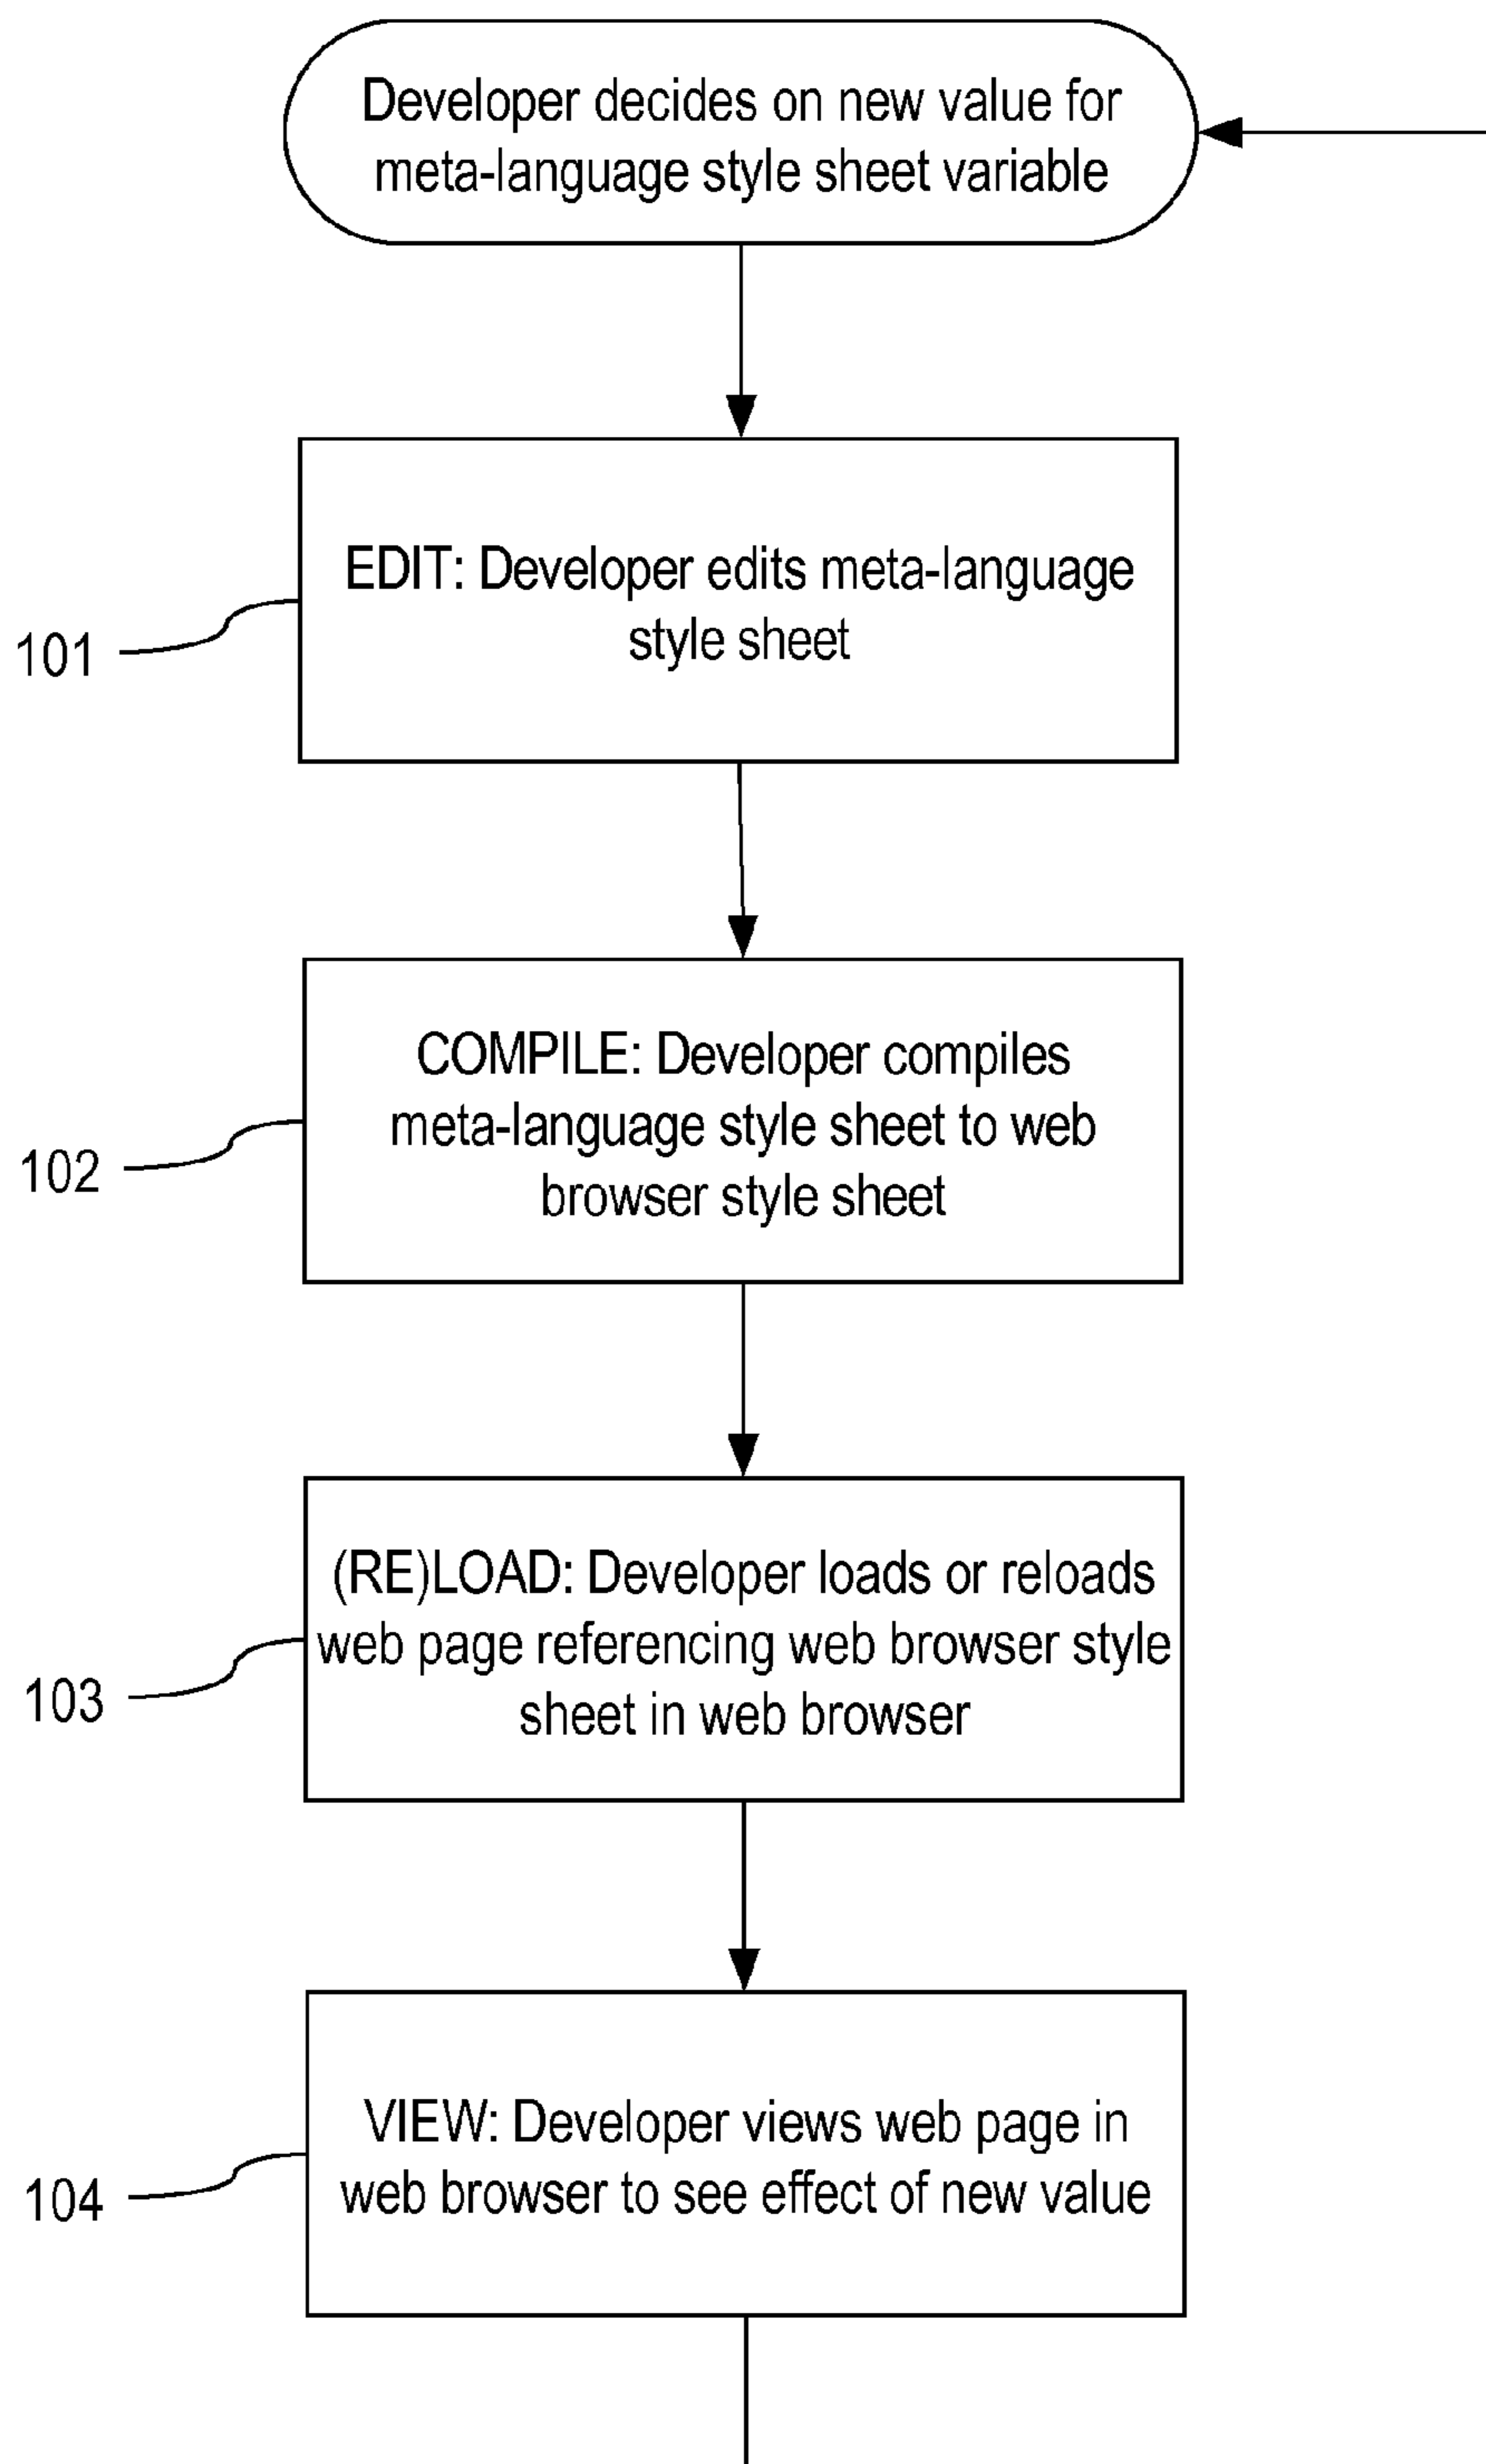 Developer decides on new value for
meta-language style sheet variable
EDIT: Developer edits meta-language
style sheet
101
COMPILE: Developer compiles
meta-language style sheet to web
browser style sheet
102
(RE)LOAD: Developer loads or reloads
web page referencing web browser style
sheet in web browser
103
VIEW: Developer views web page in
web browser to see effect of new value
104